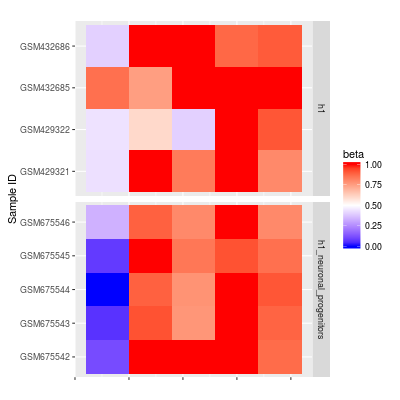 GSM432686
GSM432685
GSM429322
GSM429321
h1
GSM675546
GSM675545
GSM675544
GSM675543
GSM675542
h1_neuronal_progenitors
Sample ID
beta
1.00
0.75
0.50
0.25
0.00